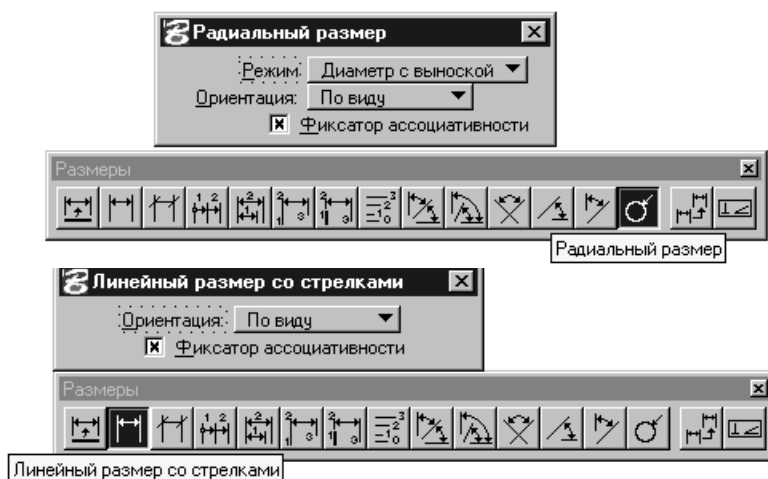 Радиальный размер
Режим: Диаметр с выноской
Ориентация: По виду
Фиксатор ассоциативности
Размеры
Радиальный размер
Линейный размер со стрелками
Ориентация: По виду
Фиксатор ассоциативности
Размеры
Линейный размер со стрелками